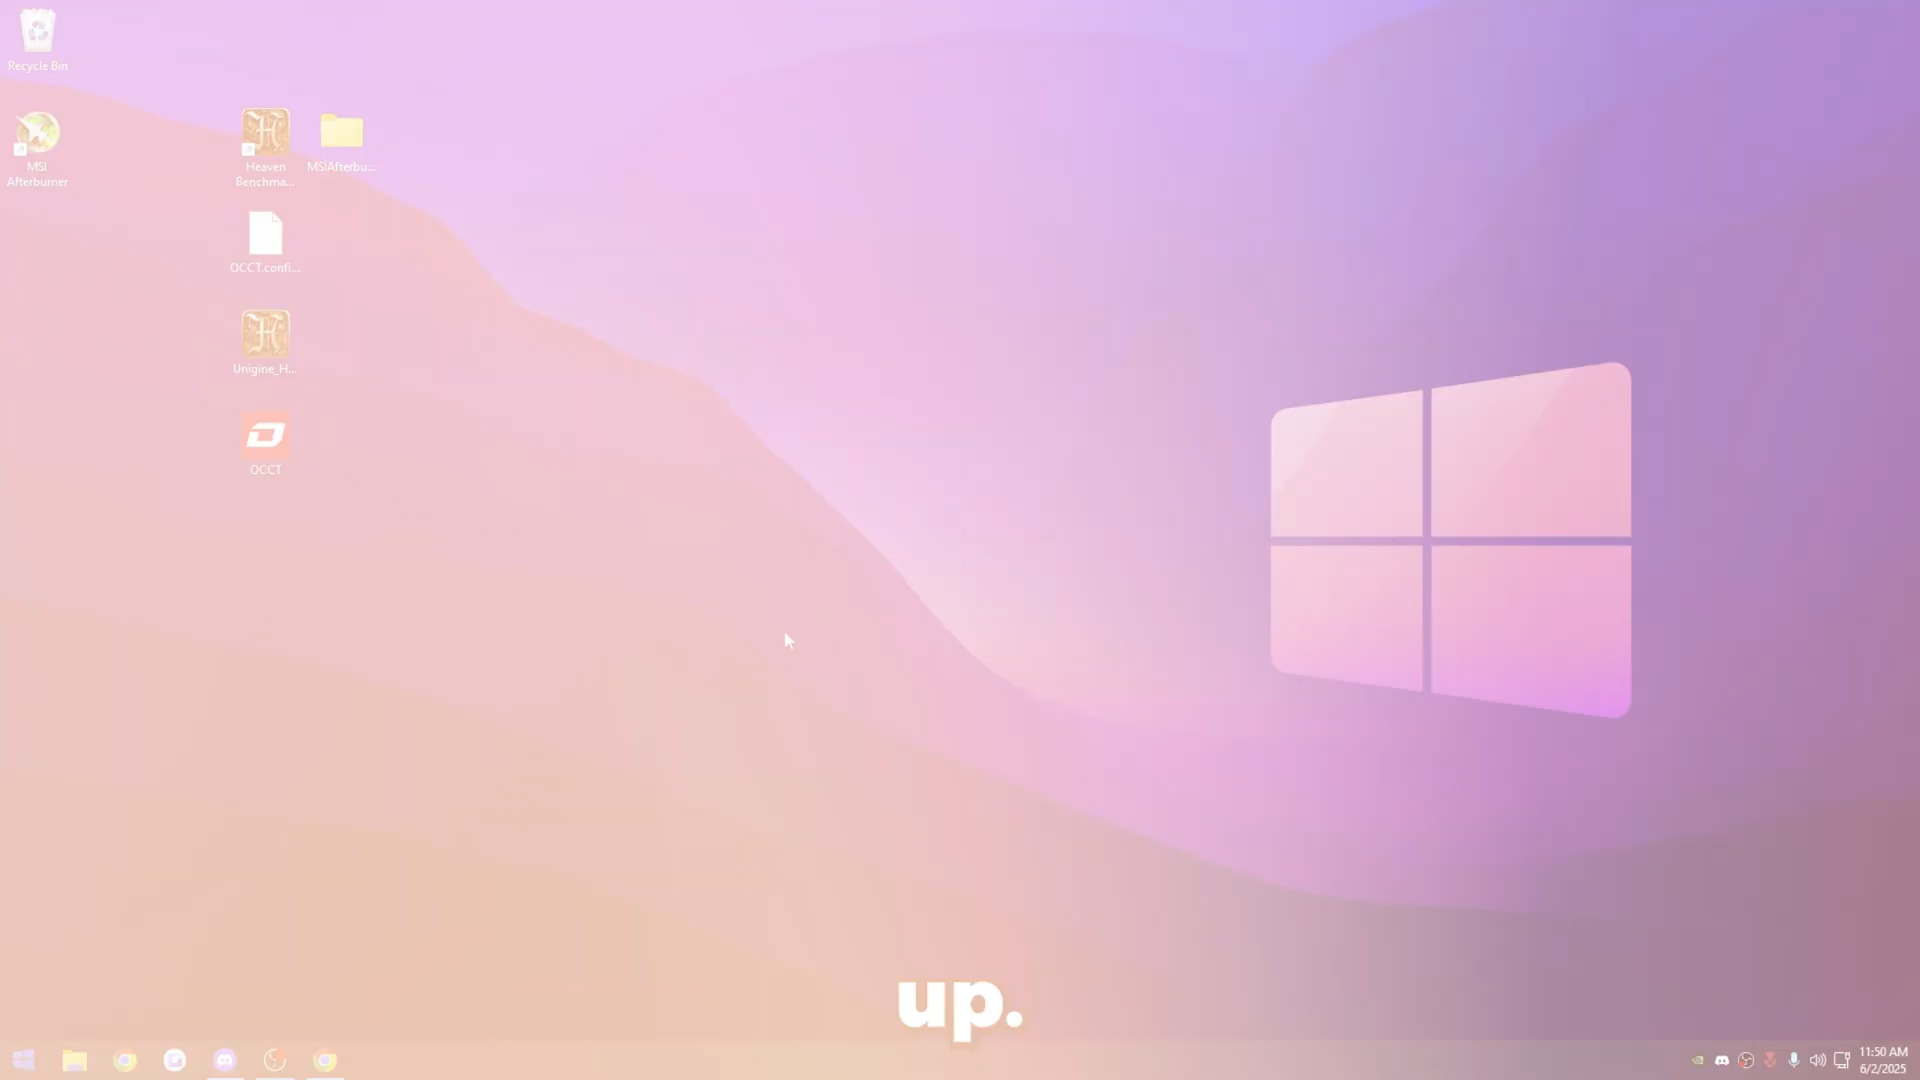 Recycle Bin
MSI
Afterburner
Heaven
Benchma...
MSIAfterbu...
OCCT.confi...
Unigine_H...
OCCT
up.
11:50 AM
6/2/2025